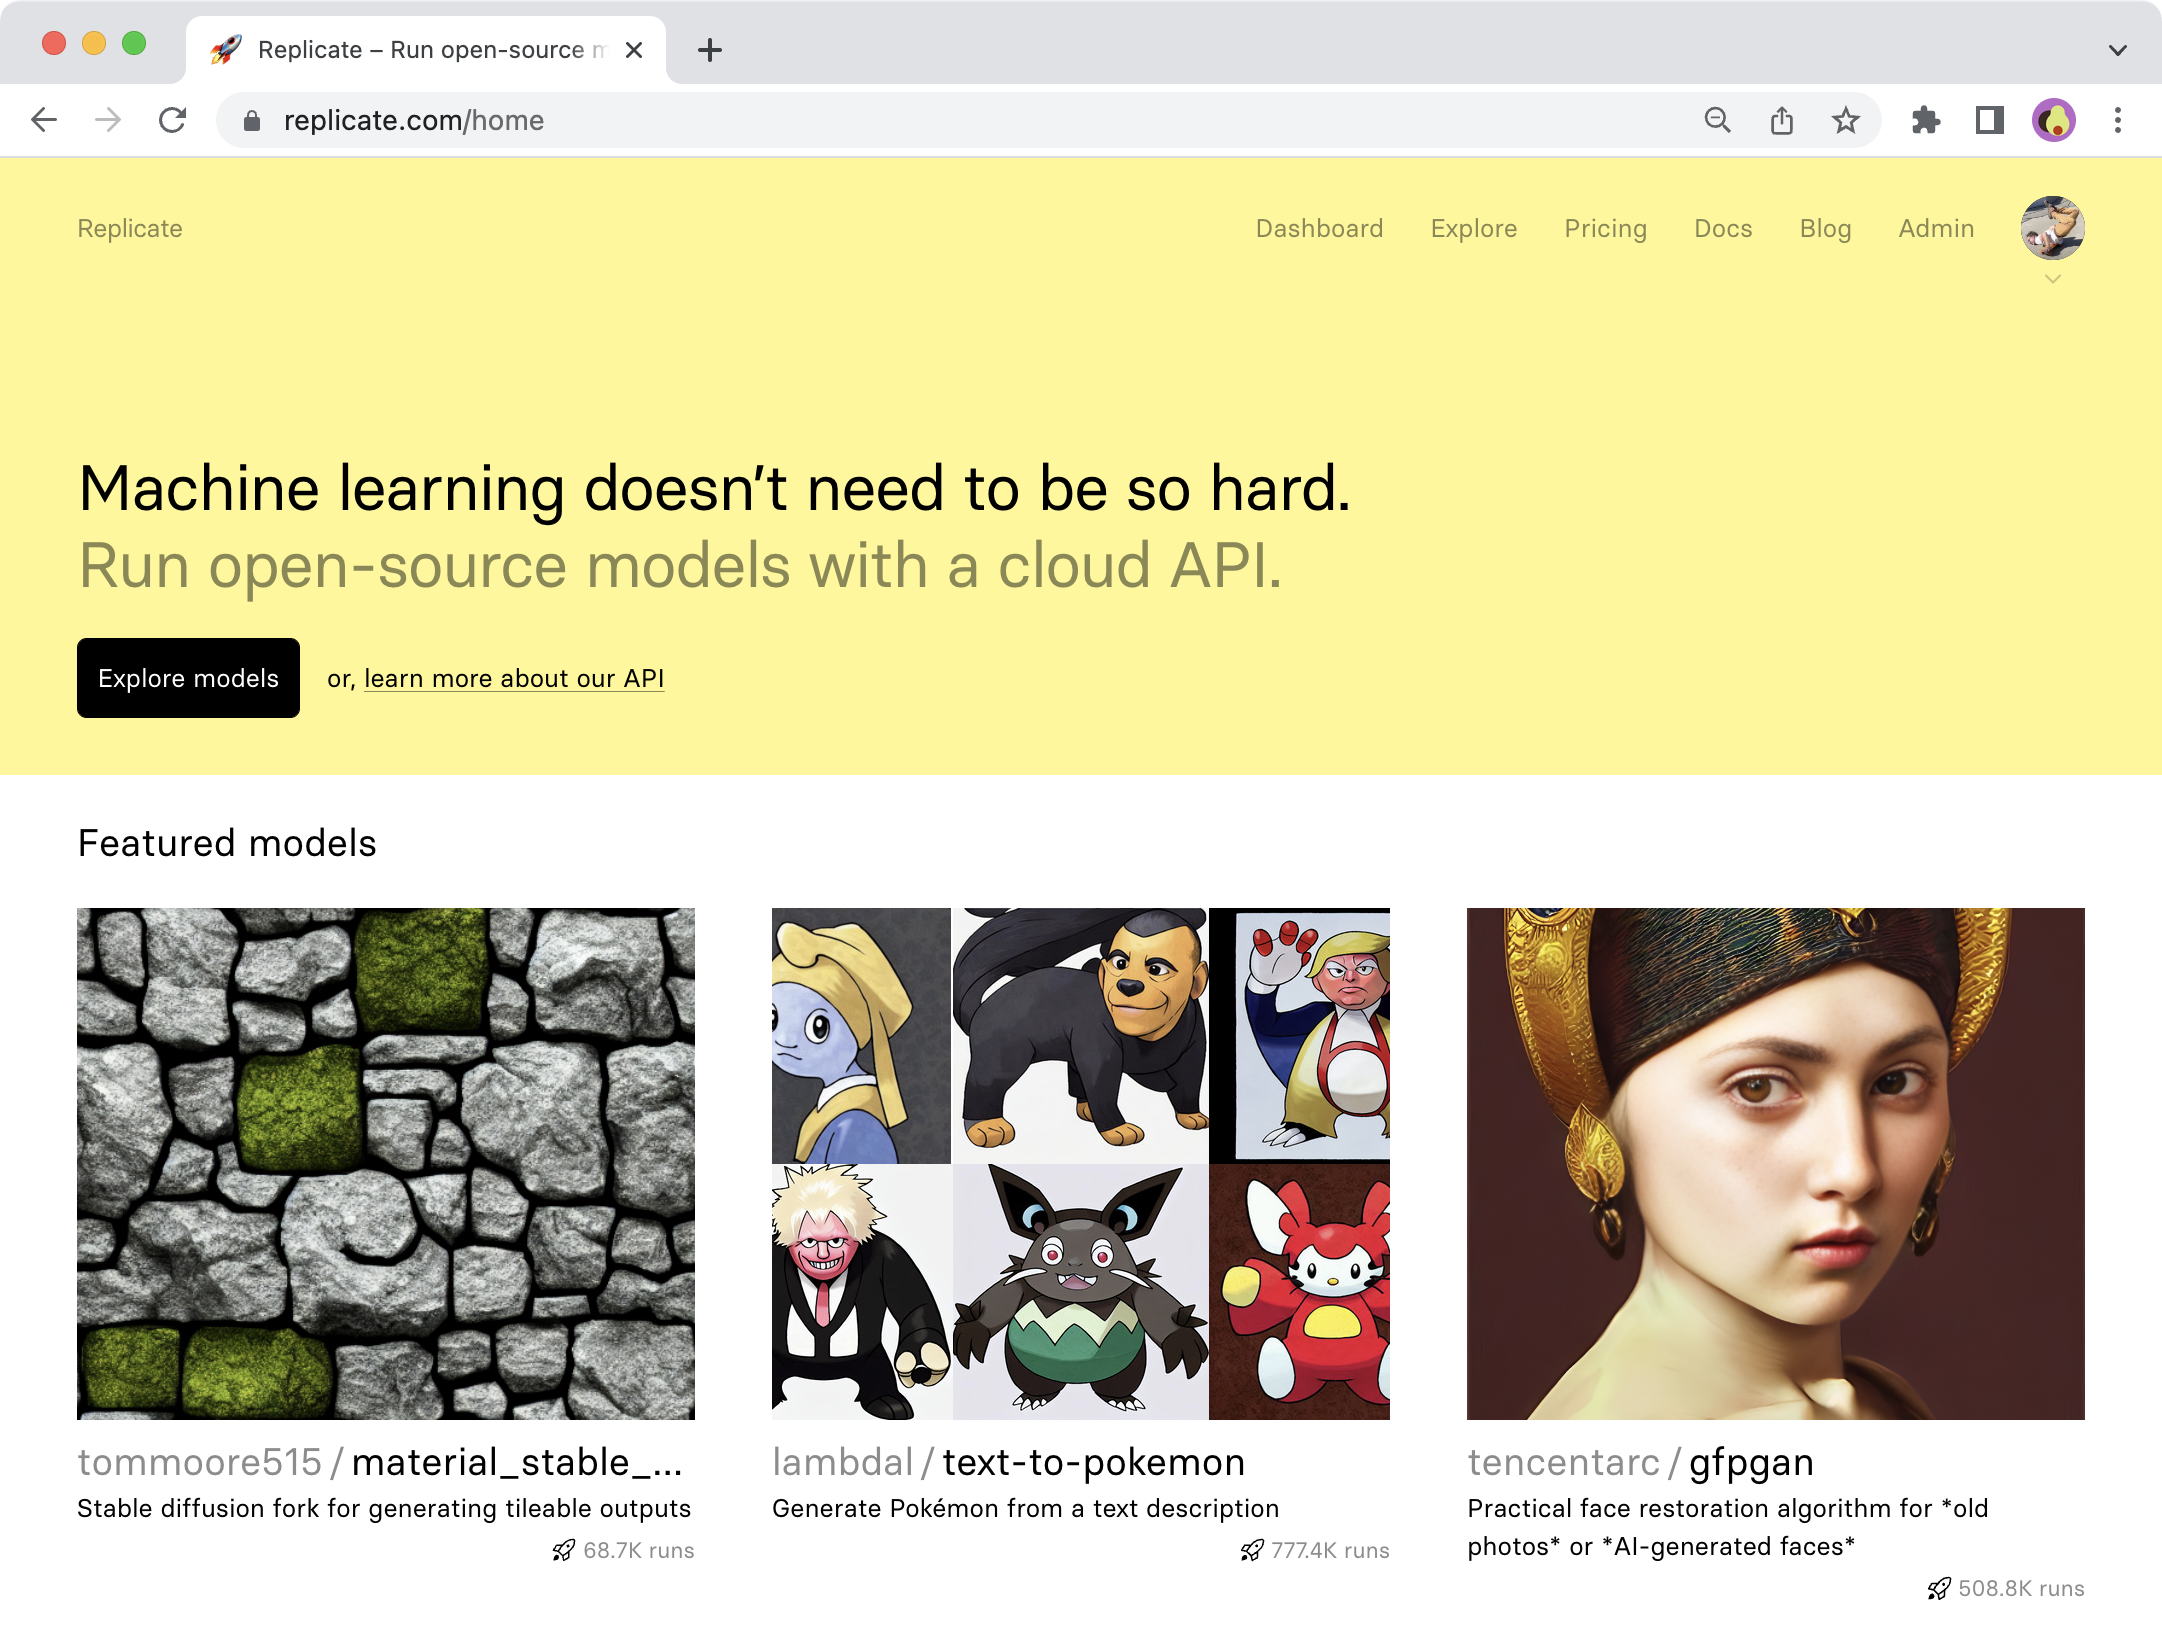 Replicate – Run open-source m
replicate.com/home
Replicate
Dashboard
Explore
Pricing
Docs
Blog
Admin
Machine learning doesn’t need to be so hard.
Run open-source models with a cloud API.
Explore models
or, learn more about our API
Featured models
tommoore515 / material_stable_...
Stable diffusion fork for generating tileable outputs
68.7K runs
lambdal / text-to-pokemon
Generate Pokémon from a text description
777.4K runs
tencentarc / gfpgan
Practical face restoration algorithm for *old
photos* or *AI-generated faces*
508.8K runs